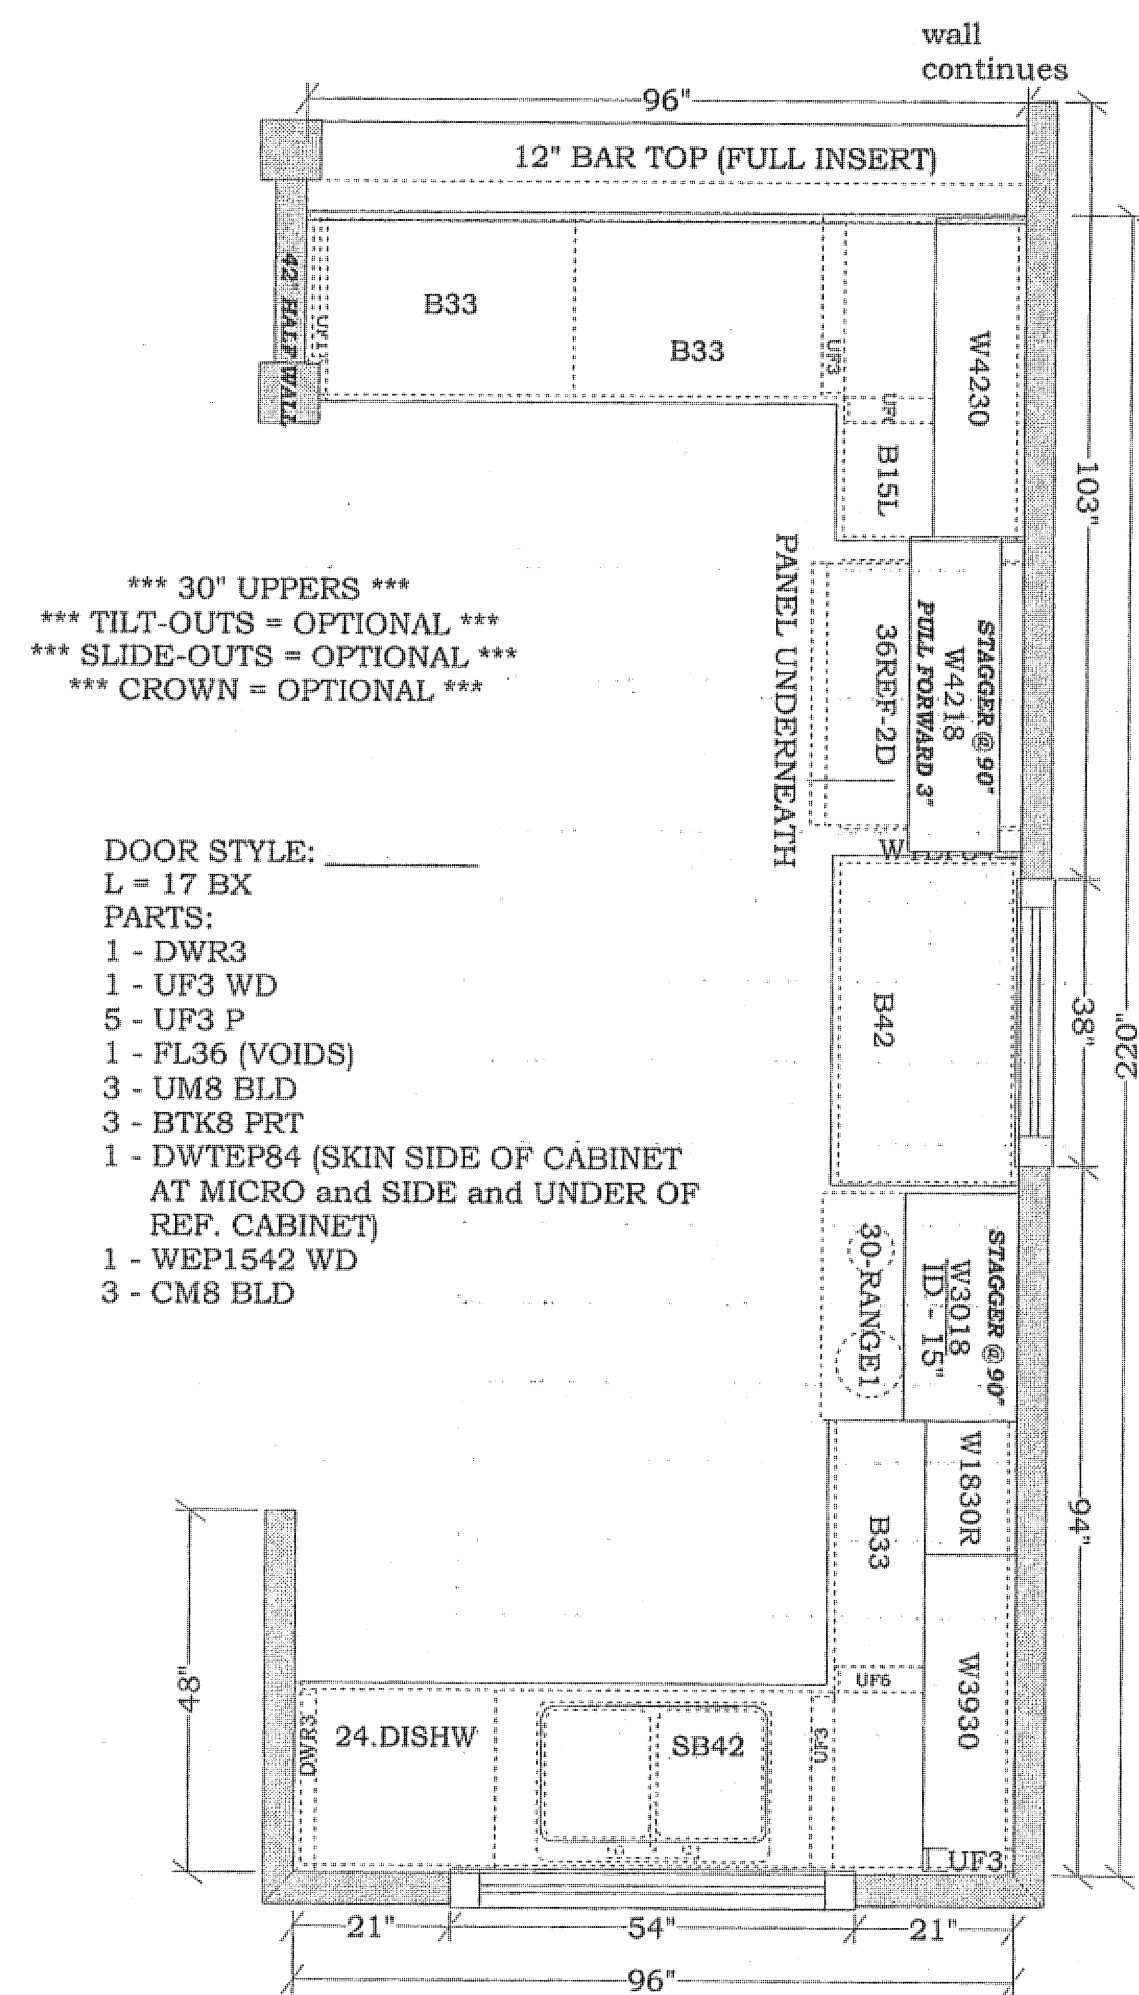 wall
continues
96"
12" BAR TOP (FULL INSERT)
42" HALF WALL
UF3
B33
B33
UF3
W4230
B15L
103"
*** 30" UPPERS ***
*** TILT-OUTS = OPTIONAL ***
*** SLIDE-OUTS = OPTIONAL ***
*** CROWN = OPTIONAL ***
PANEL UNDERNEATH
36REF-2D
PULL FORWARD 3"
W4218
STAGGER @ 90"
DOOR STYLE:
L = 17 BX
PARTS:
1 - DWR3
1 - UF3 WD
5 - UF3 P
1 - FL36 (VOIDS)
3 - UM8 BLD
3 - BTK8 PRT
1 - DWTEP84 (SKIN SIDE OF CABINET
AT MICRO and SIDE and UNDER OF
REF. CABINET)
1 - WEP1542 WD
3 - CM8 BLD
B42
38"
220"
30-RANGE1
STAGGER @ 90"
W3018
ID - 15"
W1830R
B33
94"
UF6
W3930
48"
DWR3
24.DISHW
SB42
UF3
UF3
21"
54"
21"
96"